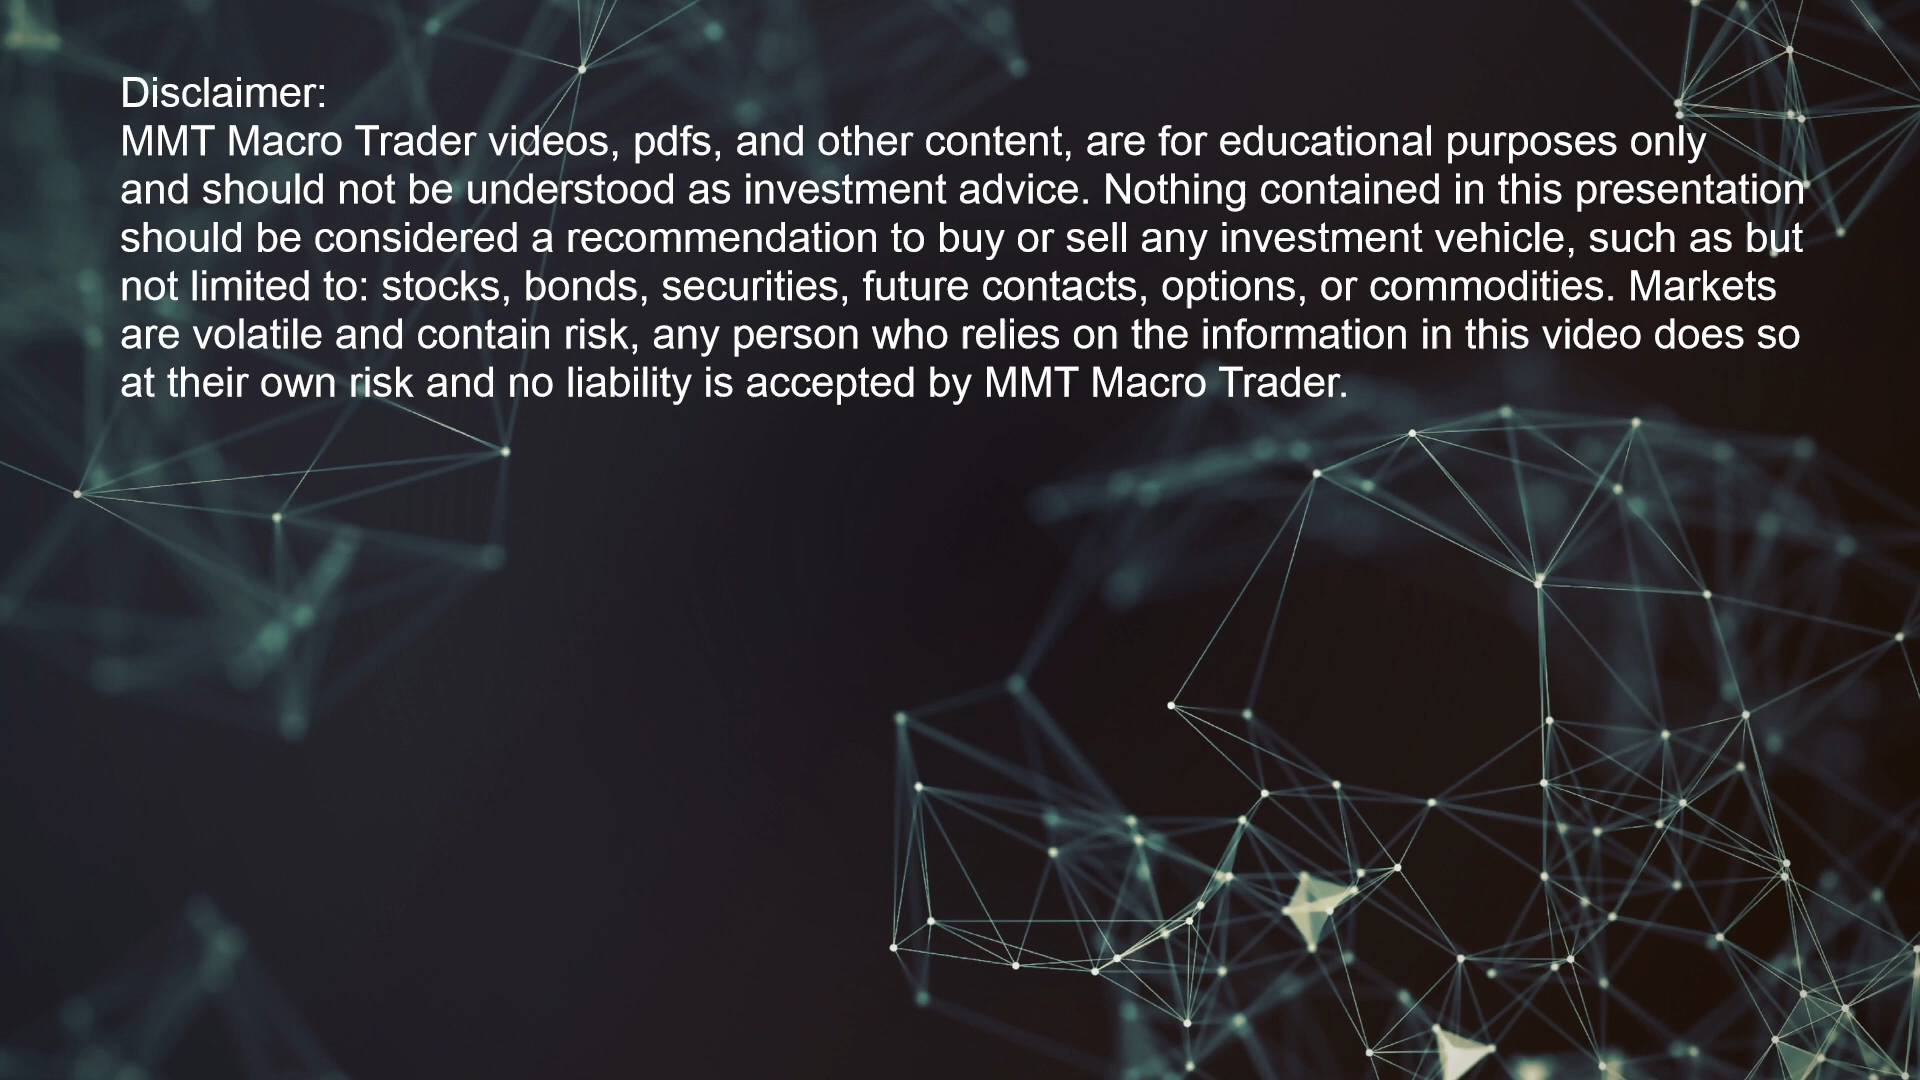 Disclaimer:
MMT Macro Trader videos, pdfs, and other content, are for educational purposes only
and should not be understood as investment advice. Nothing contained in this presentation
should be considered a recommendation to buy or sell any investment vehicle, such as but
not limited to: stocks, bonds, securities, future contacts, options, or commodities. Markets
are volatile and contain risk, any person who relies on the information in this video does so
at their own risk and no liability is accepted by MMT Macro Trader.